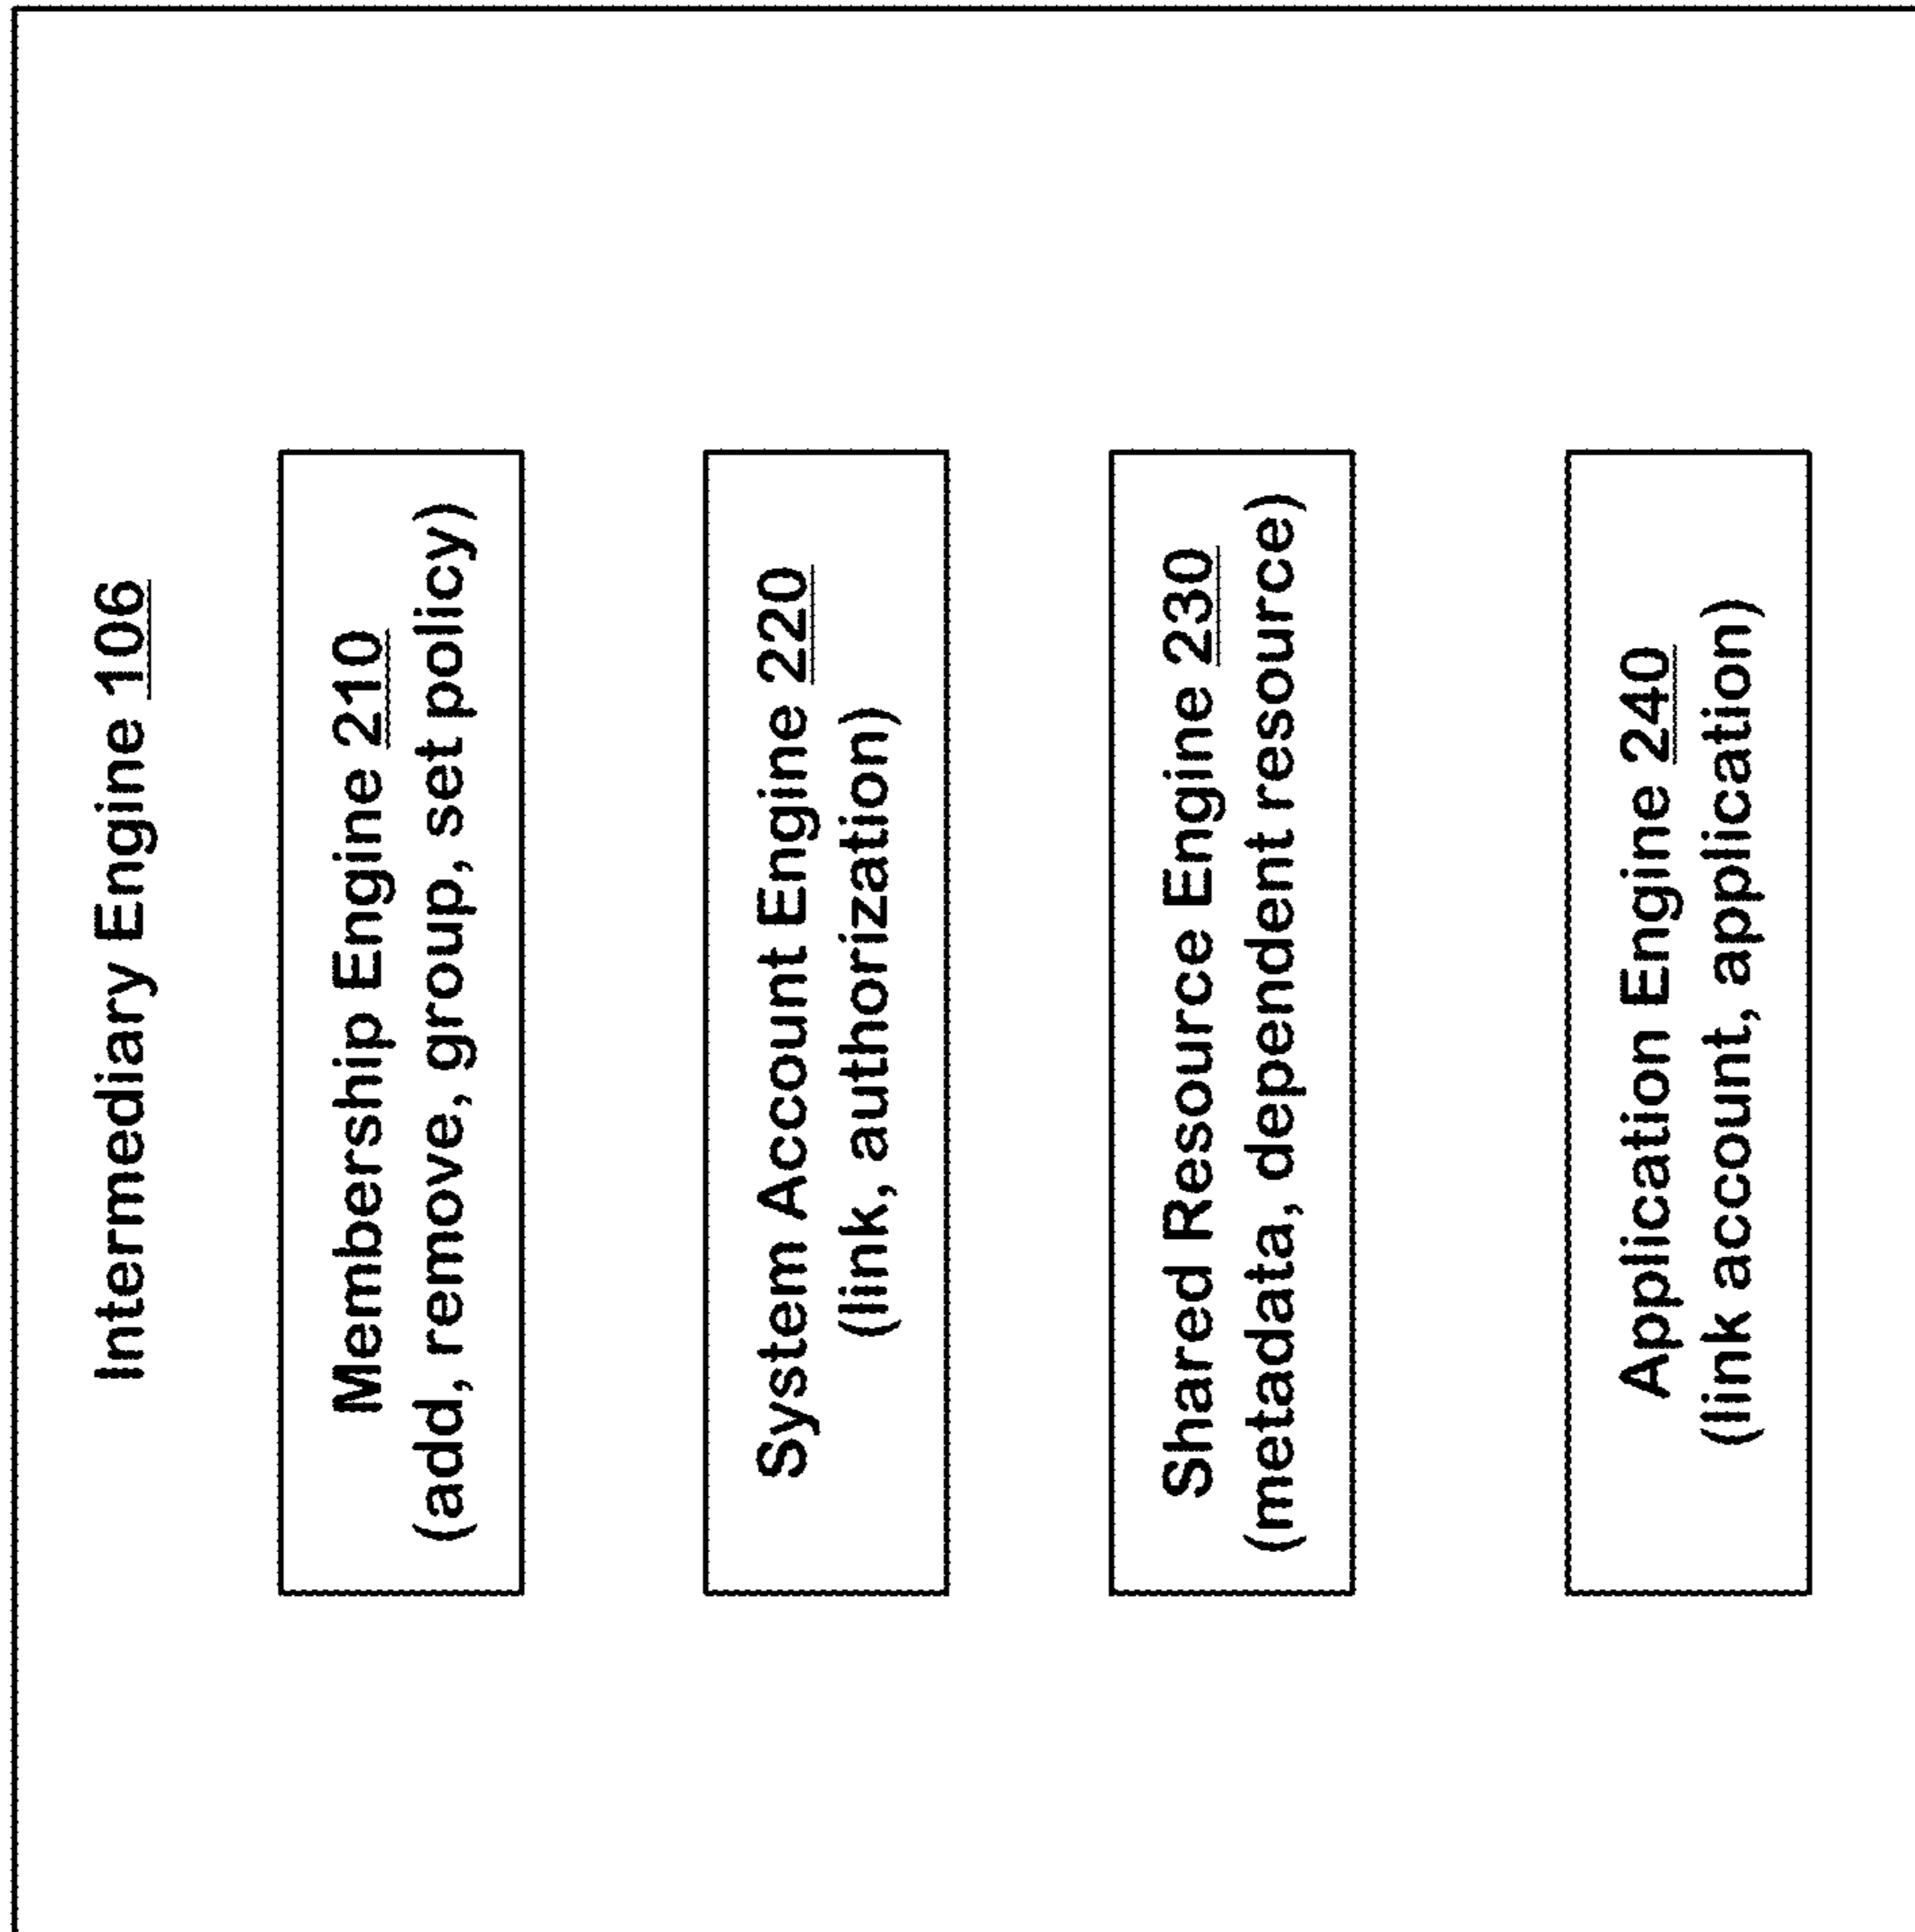 Intermediary Engine 106
Membership Engine 210
(add, remove, group, set policy)
System Account Engine 220
(link, authorization)
Shared Resource Engine 230
(metadata, dependent resource)
Application Engine 240
(link account, application)